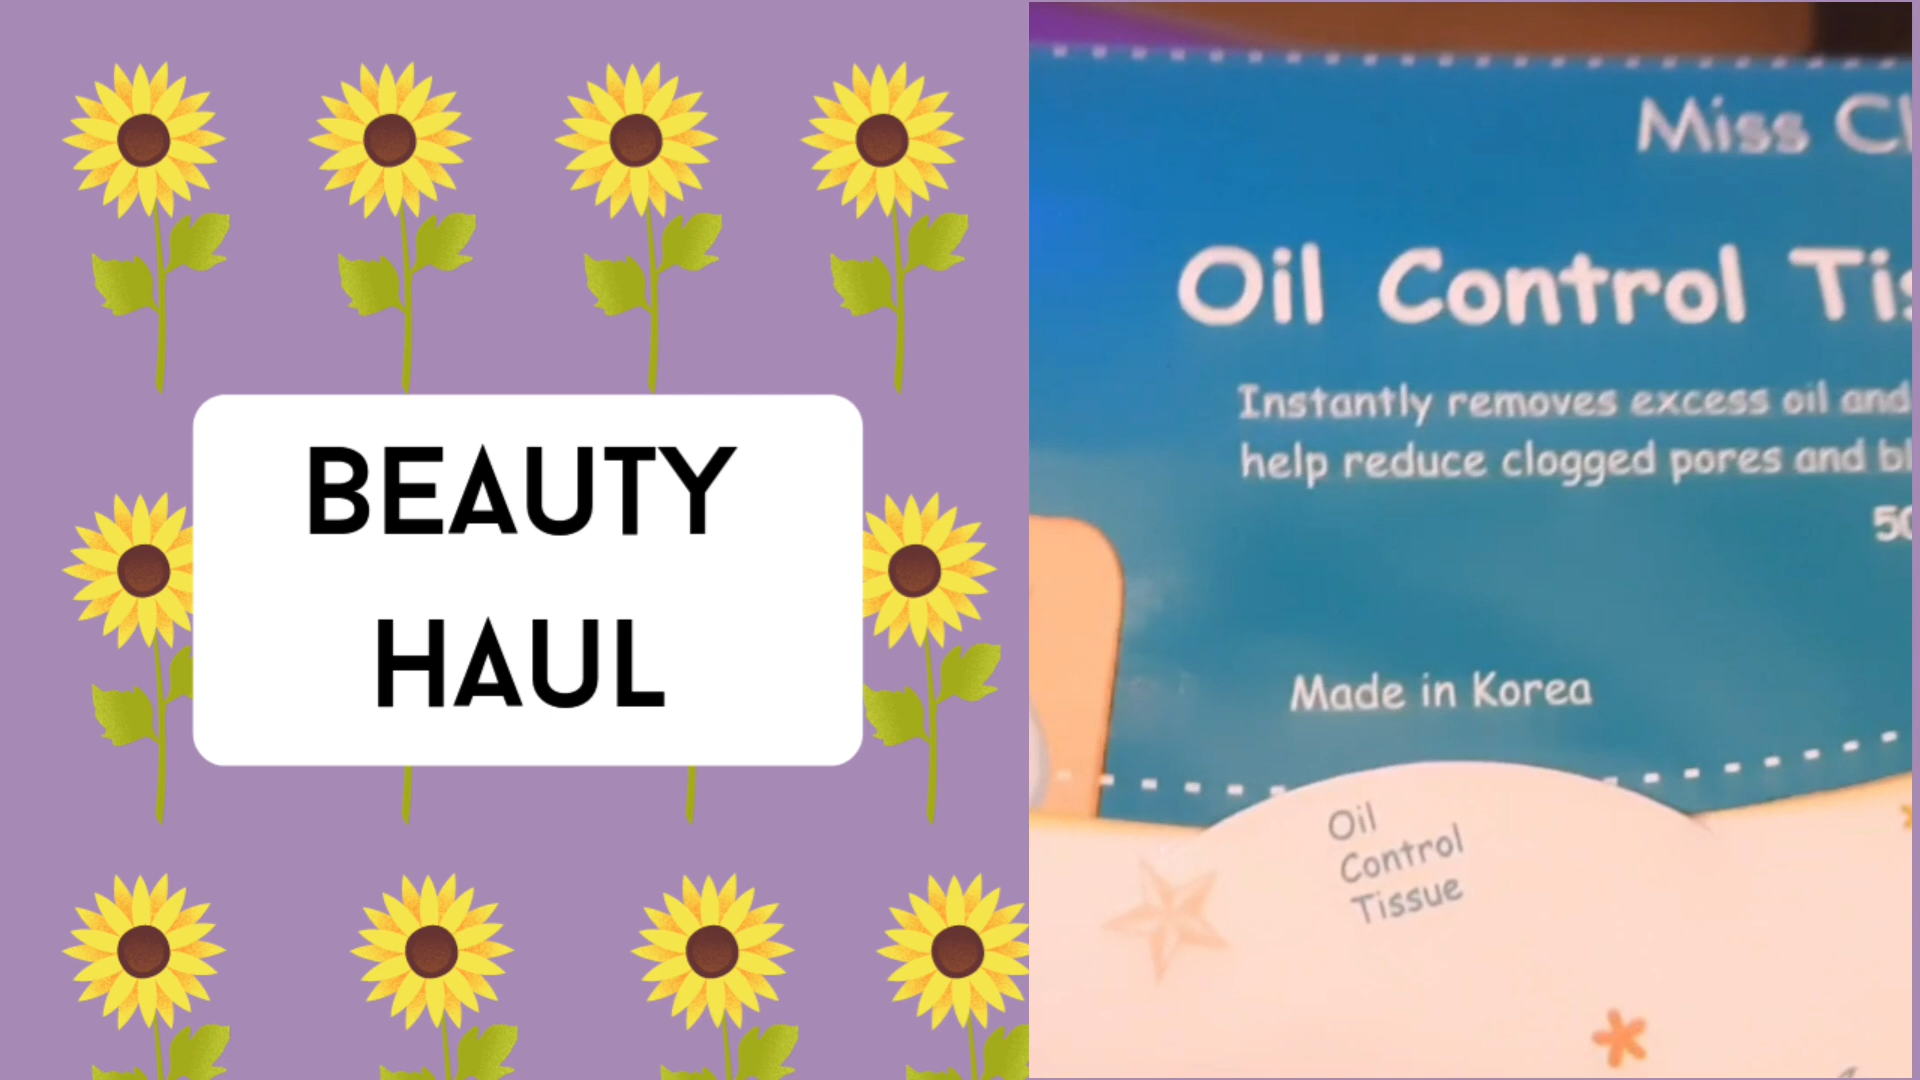 BEAUTY
HAUL
Miss
Oil Control
Instantly removes excess oil and
help reduce clogged pores and
Made in Korea
Oil
Control
Tissue